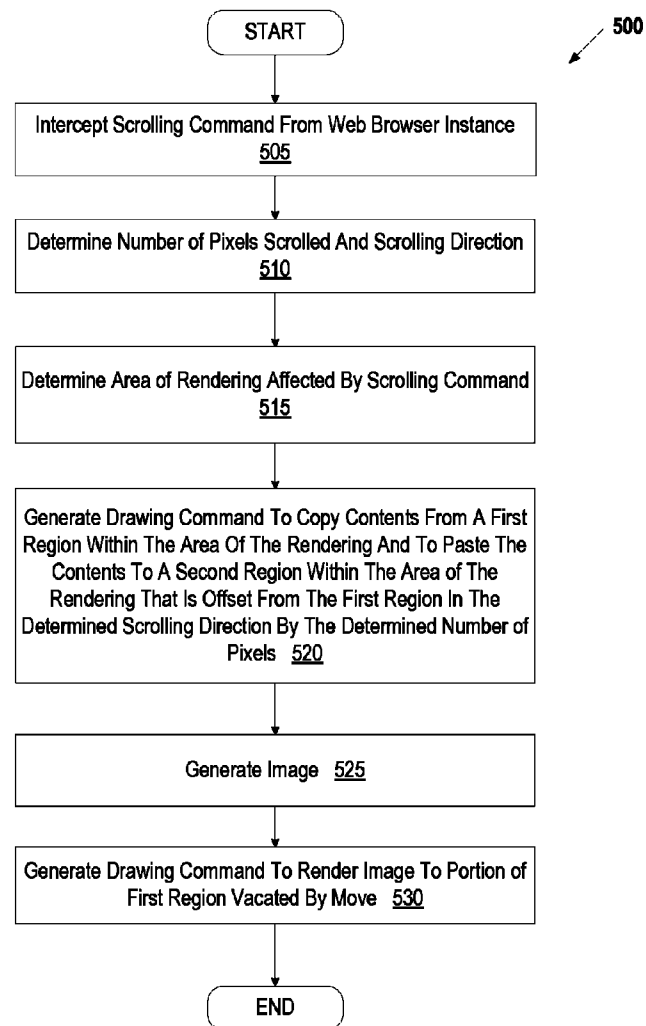 START
500
Intercept Scrolling Command From Web Browser Instance
505
Determine Number of Pixels Scrolled And Scrolling Direction
510
Determine Area of Rendering Affected By Scrolling Command
515
Generate Drawing Command To Copy Contents From A First
Region Within The Area Of The Rendering And To Paste The
Contents To A Second Region Within The Area of The
Rendering That Is Offset From The First Region In The
Determined Scrolling Direction By The Determined Number of
Pixels 520
Generate Image 525
Generate Drawing Command To Render Image To Portion of
First Region Vacated By Move 530
END